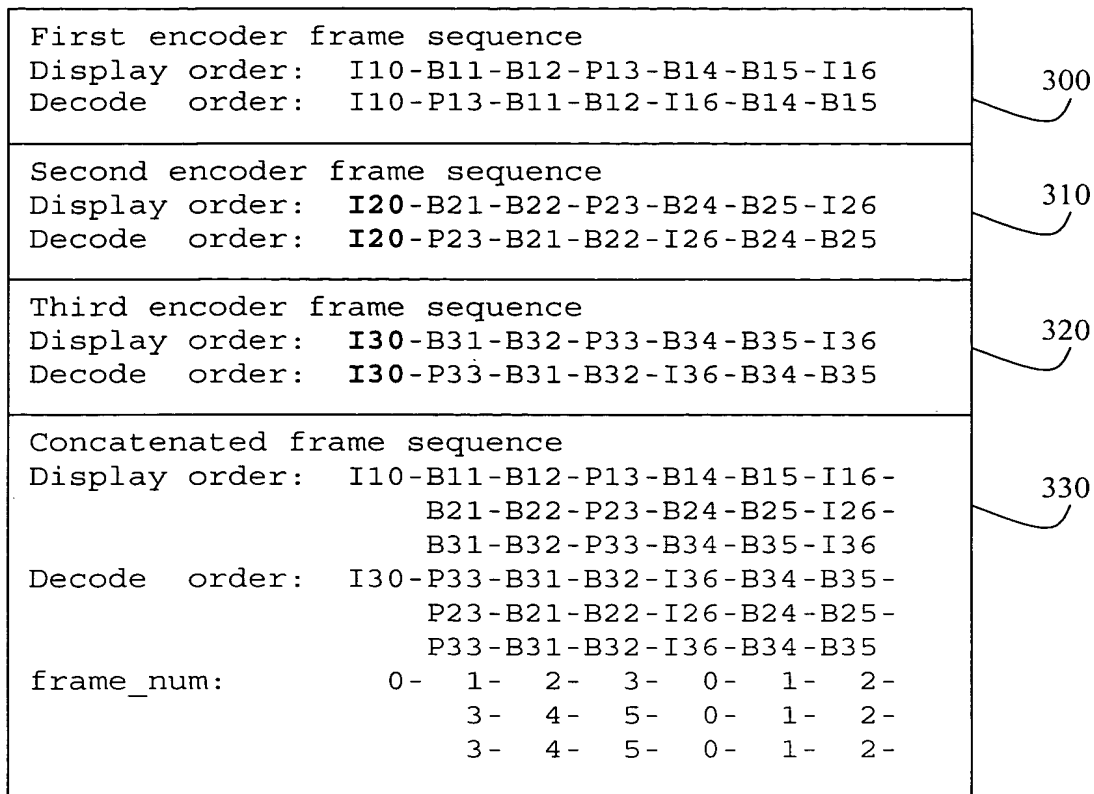 First encoder frame sequence
Display order: I10-B11-B12-P13-B14-B15-I16
Decode order: I10-P13-B11-B12-I16-B14-B15
300
Second encoder frame sequence
Display order: I20-B21-B22-P23-B24-B25-I26
Decode order: I20-P23-B21-B22-I26-B24-B25
310
Third encoder frame sequence
Display order: I30-B31-B32-P33-B34-B35-I36
Decode order: I30-P33-B31-B32-I36-B34-B35
320
Concatenated frame sequence
Display order: I10-B11-B12-P13-B14-B15-I16-
B21-B22-P23-B24-B25-I26-
B31-B32-P33-B34-B35-I36
Decode order: I30-P33-B31-B32-I36-B34-B35-
P23-B21-B22-I26-B24-B25-
P33-B31-B32-I36-B34-B35
frame_num: 0- 1- 2- 3- 0- 1- 2-
3- 4- 5- 0- 1- 2-
3- 4- 5- 0- 1- 2-
330